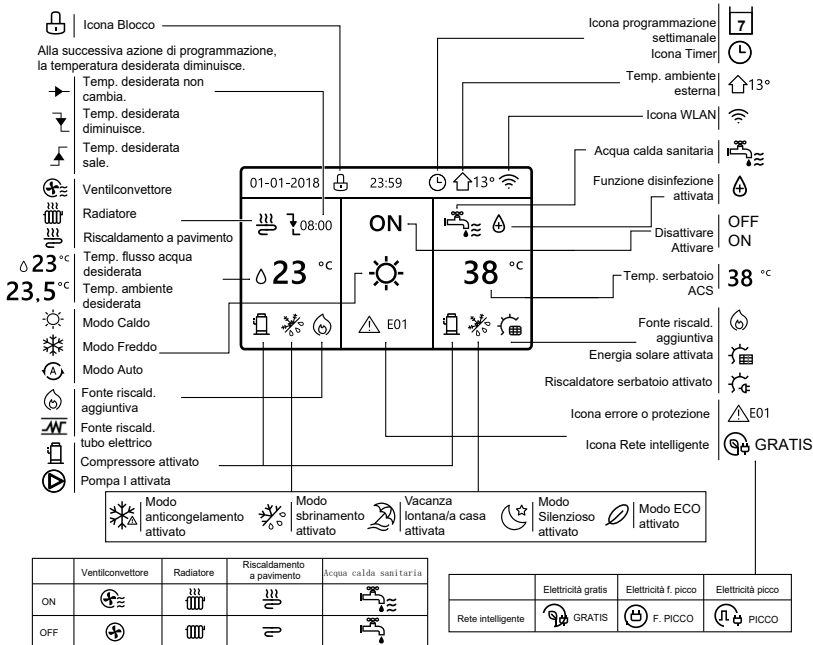 Icona Blocco
Alla successiva azione di programmazione,
la temperatura desiderata diminuisce.
Temp. desiderata non
cambia.
Temp. desiderata
diminuisce.
Temp. desiderata
sale.
Ventilconvettore
Radiatore
Riscaldamento a pavimento
23°C
Temp. flusso acqua
desiderata
23,5°C
Temp. ambiente
desiderata
Modo Caldo
Modo Freddo
A
Modo Auto
Fonte riscald.
aggiuntiva
Fonte riscald.
tubo elettrico
Compressore attivato
Pompa I attivata
01-01-2018
23:59
13°
08:00
ON
23 °C
38 °C
E01
Icona programmazione
settimanale
7
Icona Timer
Temp. ambiente
esterna
13°
Icona WLAN
Acqua calda sanitaria
Funzione disinfezione
attivata
Disattivare
OFF
Attivare
ON
Temp. serbatoio
ACS
38 °C
Fonte riscald.
aggiuntiva
Energia solare attivata
Riscaldatore serbatoio attivato
Icona errore o protezione
E01
Icona Rete intelligente
GRATIS
Modo
anticongelamento
attivato
Modo
sbrinamento
attivato
Vacanza
lontana/a casa
attivata
Modo
Silenzioso
attivato
Modo ECO
attivato
Ventilconvettore
Radiatore
Riscaldamento
a pavimento
Acqua calda sanitaria
ON
OFF
Elettricità gratis
Elettricità f. picco
Elettricità picco
Rete intelligente
GRATIS
F. PICCO
PICCO